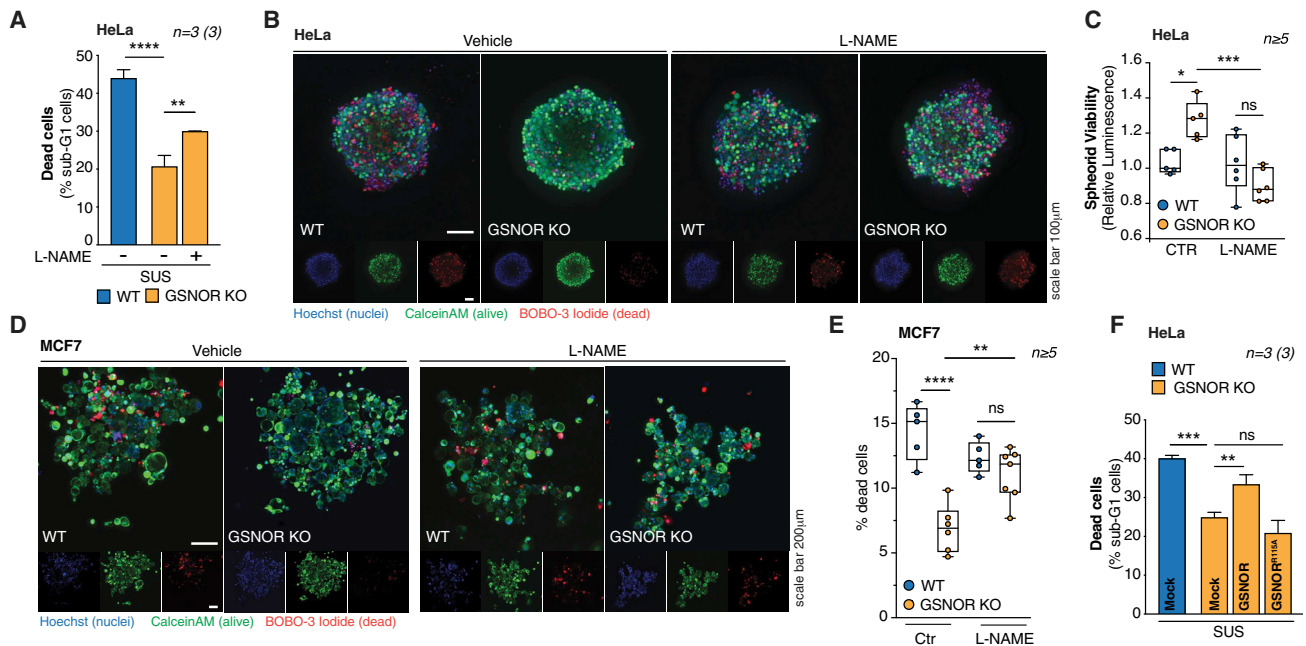 A
HeLa
n=3 (3)
****
**
Dead cells
(% sub-G1 cells)
50
40
30
20
10
0
L-NAME
- - +
SUS
WT GSNOR KO
B
HeLa
Vehicle
L-NAME
WT
GSNOR KO
WT
GSNOR KO
scale bar 100μm
Hoechst (nuclei) CalceinAM (alive) BOBO-3 Iodide (dead)
C
HeLa
n≥5
***
*
ns
Spheorid Viability
(Relative Luminescence)
1.6
1.4
1.2
1.0
0.8
0.6
WT
GSNOR KO
CTR L-NAME
D
MCF7
Vehicle
L-NAME
WT
GSNOR KO
WT
GSNOR KO
scale bar 200μm
Hoechst (nuclei) CalceinAM (alive) BOBO-3 Iodide (dead)
E
MCF7
n≥5
**
****
ns
% dead cells
20
15
10
5
0
WT
GSNOR KO
Ctr L-NAME
F
HeLa
WT
n=3 (3)
GSNOR KO
ns
***
**
Dead cells
(% sub-G1 cells)
50
40
30
20
10
0
Mock
Mock
GSNOR
GSNORR115A
SUS